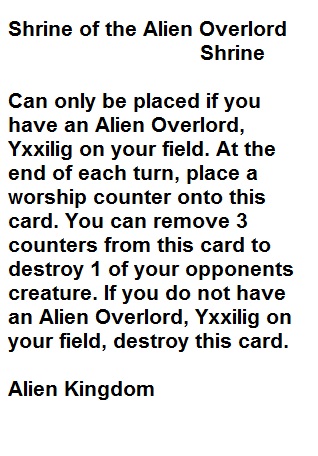 Shrine of the Alien Overlord
Shrine
Can only be placed if you
have an Alien Overlord,
Yxxilig on your field. At the
end of each turn, place a
worship counter onto this
card. You can remove 3
counters from this card to
destroy 1 of your opponents
creature. If you do not have
an Alien Overlord, Yxxilig on
your field, destroy this card.
Alien Kingdom